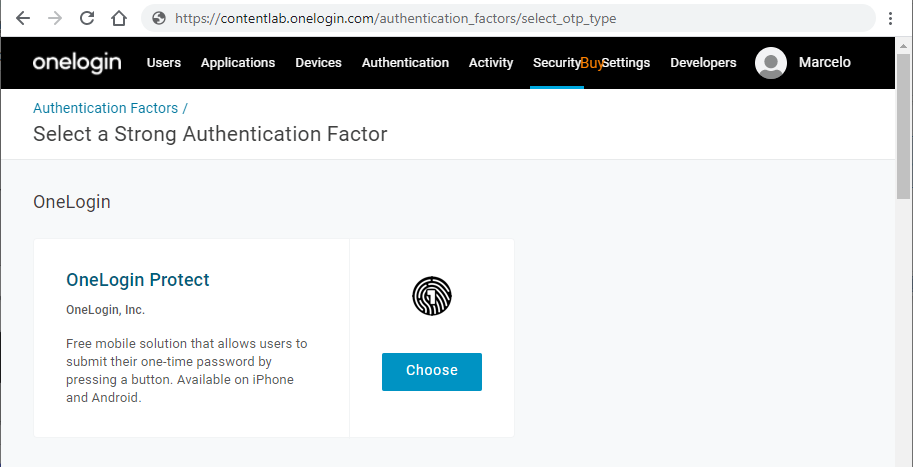 https://contentlab.onelogin.com/authentication_factors/select_otp_type
onelogin Users Applications Devices Authentication Activity Security Buy Settings Developers Marcelo
Authentication Factors /
Select a Strong Authentication Factor
OneLogin
OneLogin Protect
OneLogin, Inc.
Free mobile solution that allows users to
submit their one-time password by
pressing a button. Available on iPhone
and Android.
Choose